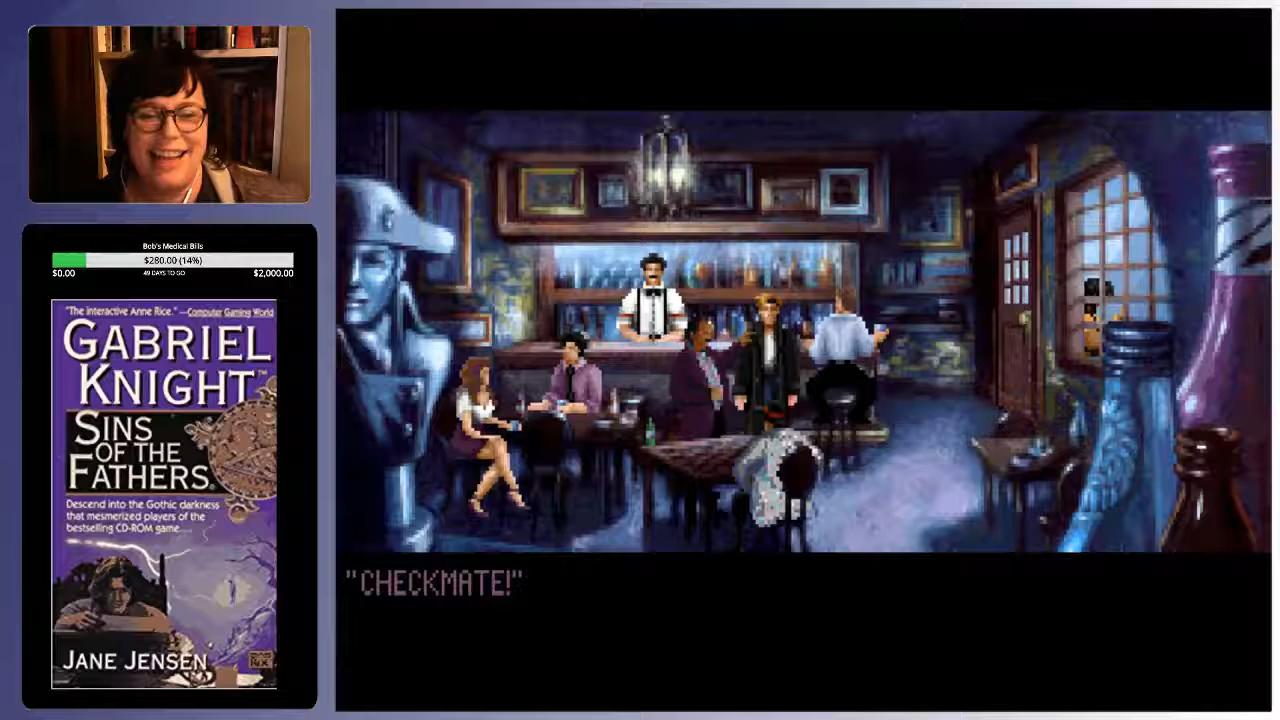 Bob's Medical Bills
$280.00 (14%)
$0.00
49 DAYS TO GO
$2,000.00
"The interactive Anne Rice." —Computer Gaming World
GABRIEL
KNIGHT™
SINS
OF THE
FATHERS®
Descend into the Gothic darkness
that mesmerized players of the
bestselling CD-ROM game....
JANE JENSEN
"CHECKMATE!"